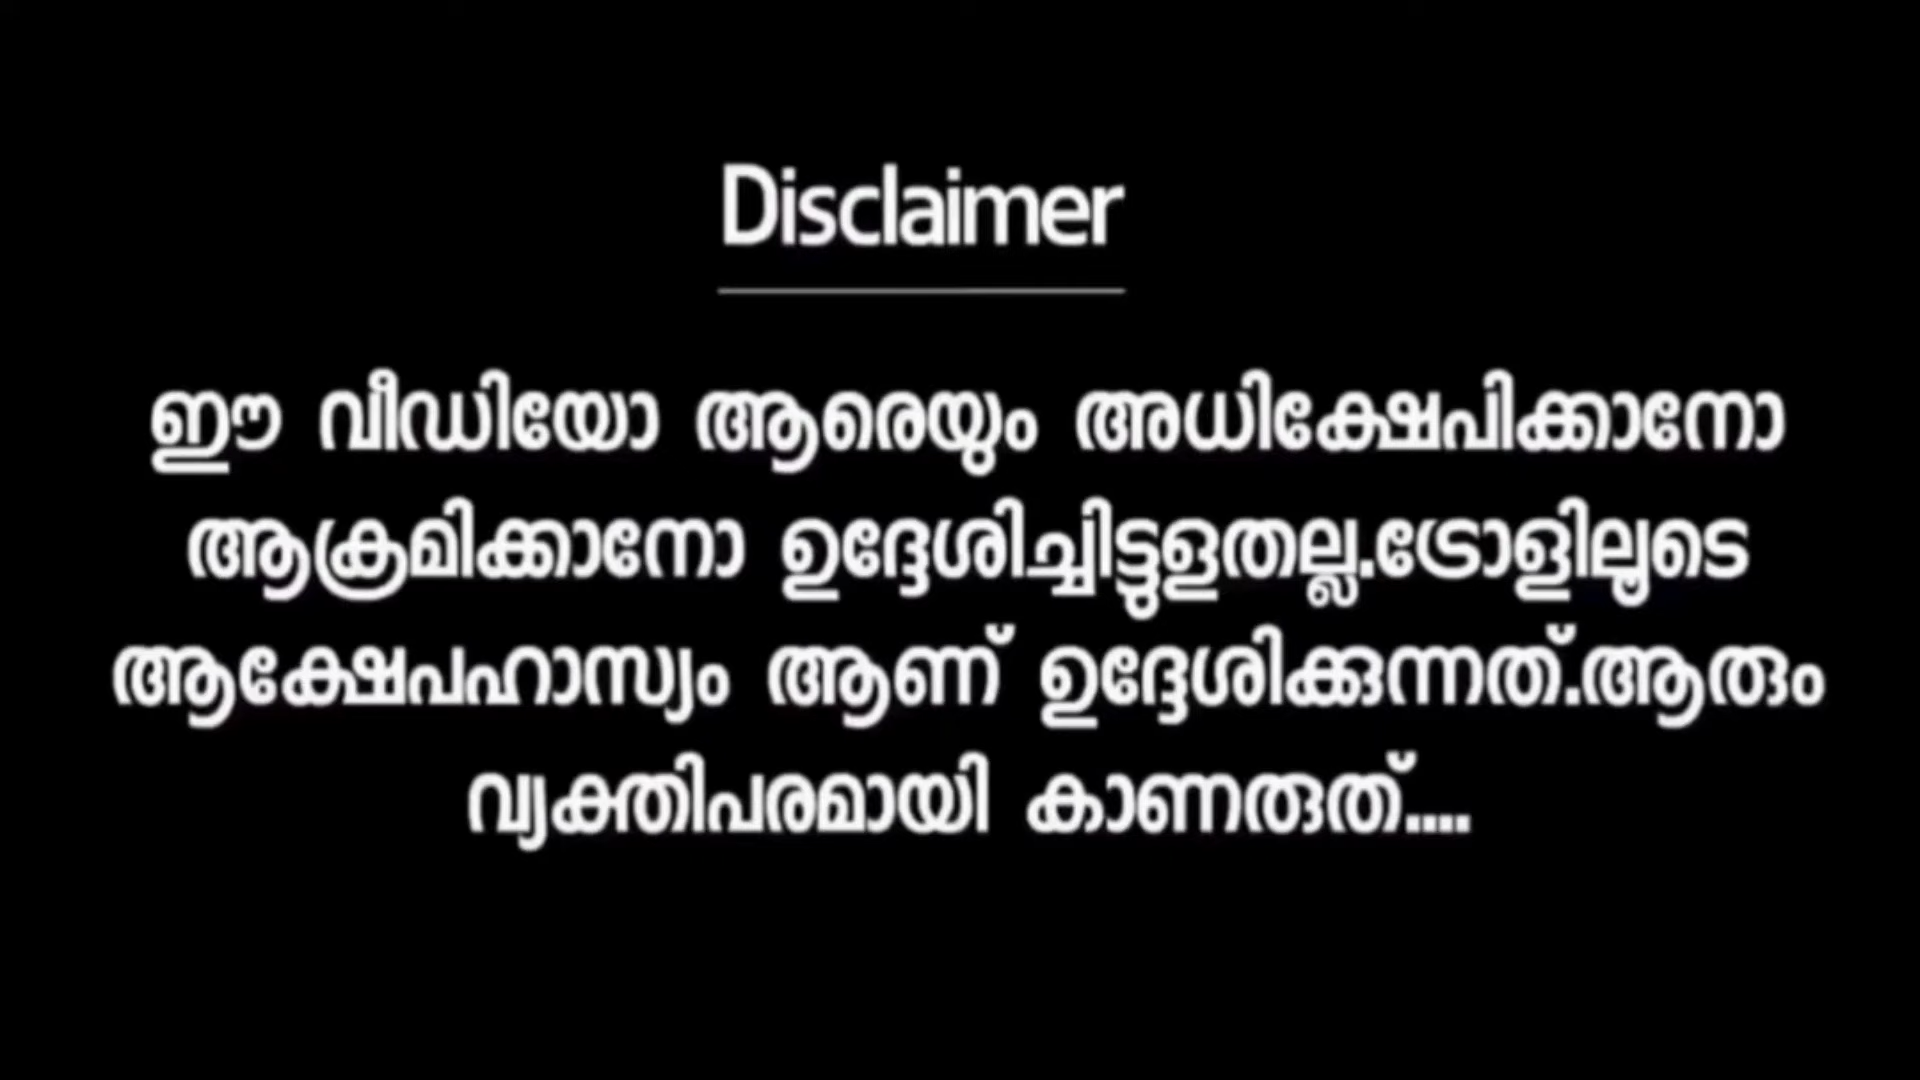 Disclaimer
ഈ വീഡിയോ ആരെയും അധിക്ഷേപിക്കാനോ
ആക്രമിക്കാനോ ഉദ്ദേശിച്ചിട്ടുളതല്ല.ട്രോളിലൂടെ
ആക്ഷേപഹാസ്യം ആണ് ഉദ്ദേശിക്കുന്നത്.ആരും
വ്യക്തിപരമായി കാണരുത്....